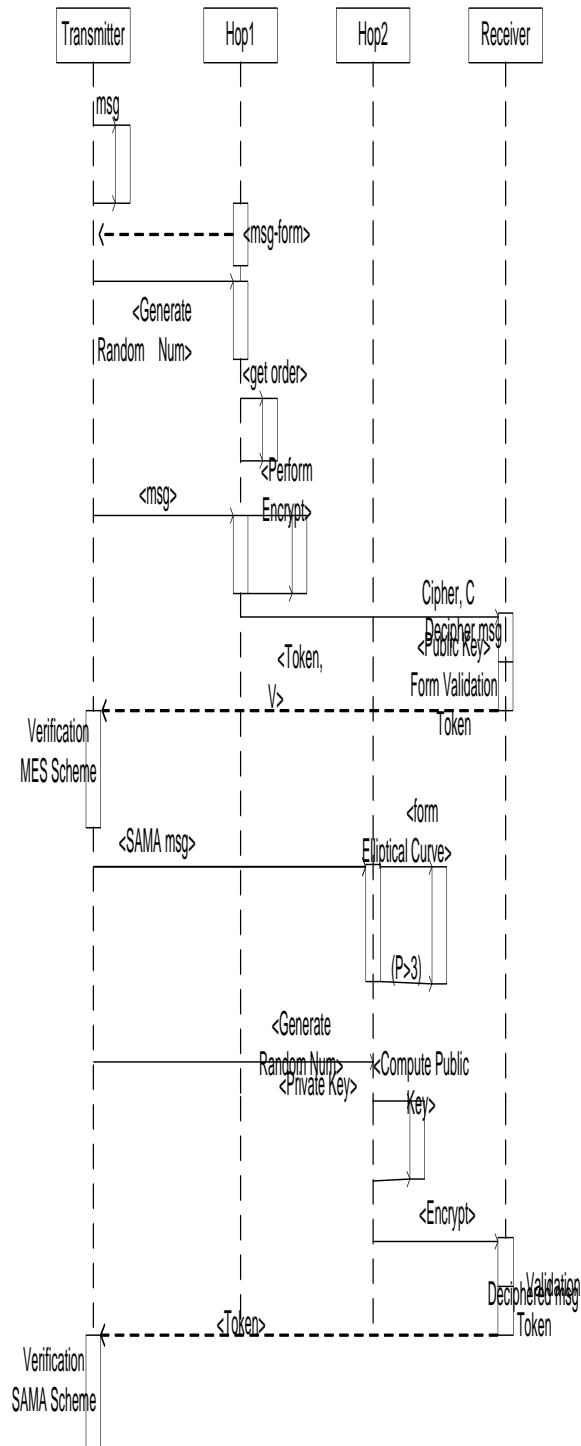 Transmitter
Hop1
Hop2
Receiver
msg
<msg-form>
<Generate
Random Num>
<get order>
<Perform
Encrypt>
<msg>
Cipher, C
Decipher msg
<Public Key>
<Token,
V>
Form Validation
Token
Verification
MES Scheme
<SAMA msg>
<form
Elliptical Curve>
(P>3)
<Generate
Random Num>
<Private Key>
<Compute Public
Key>
<Encrypt>
Validation
Deciphered msg
Token
<Token>
Verification
SAMA Scheme